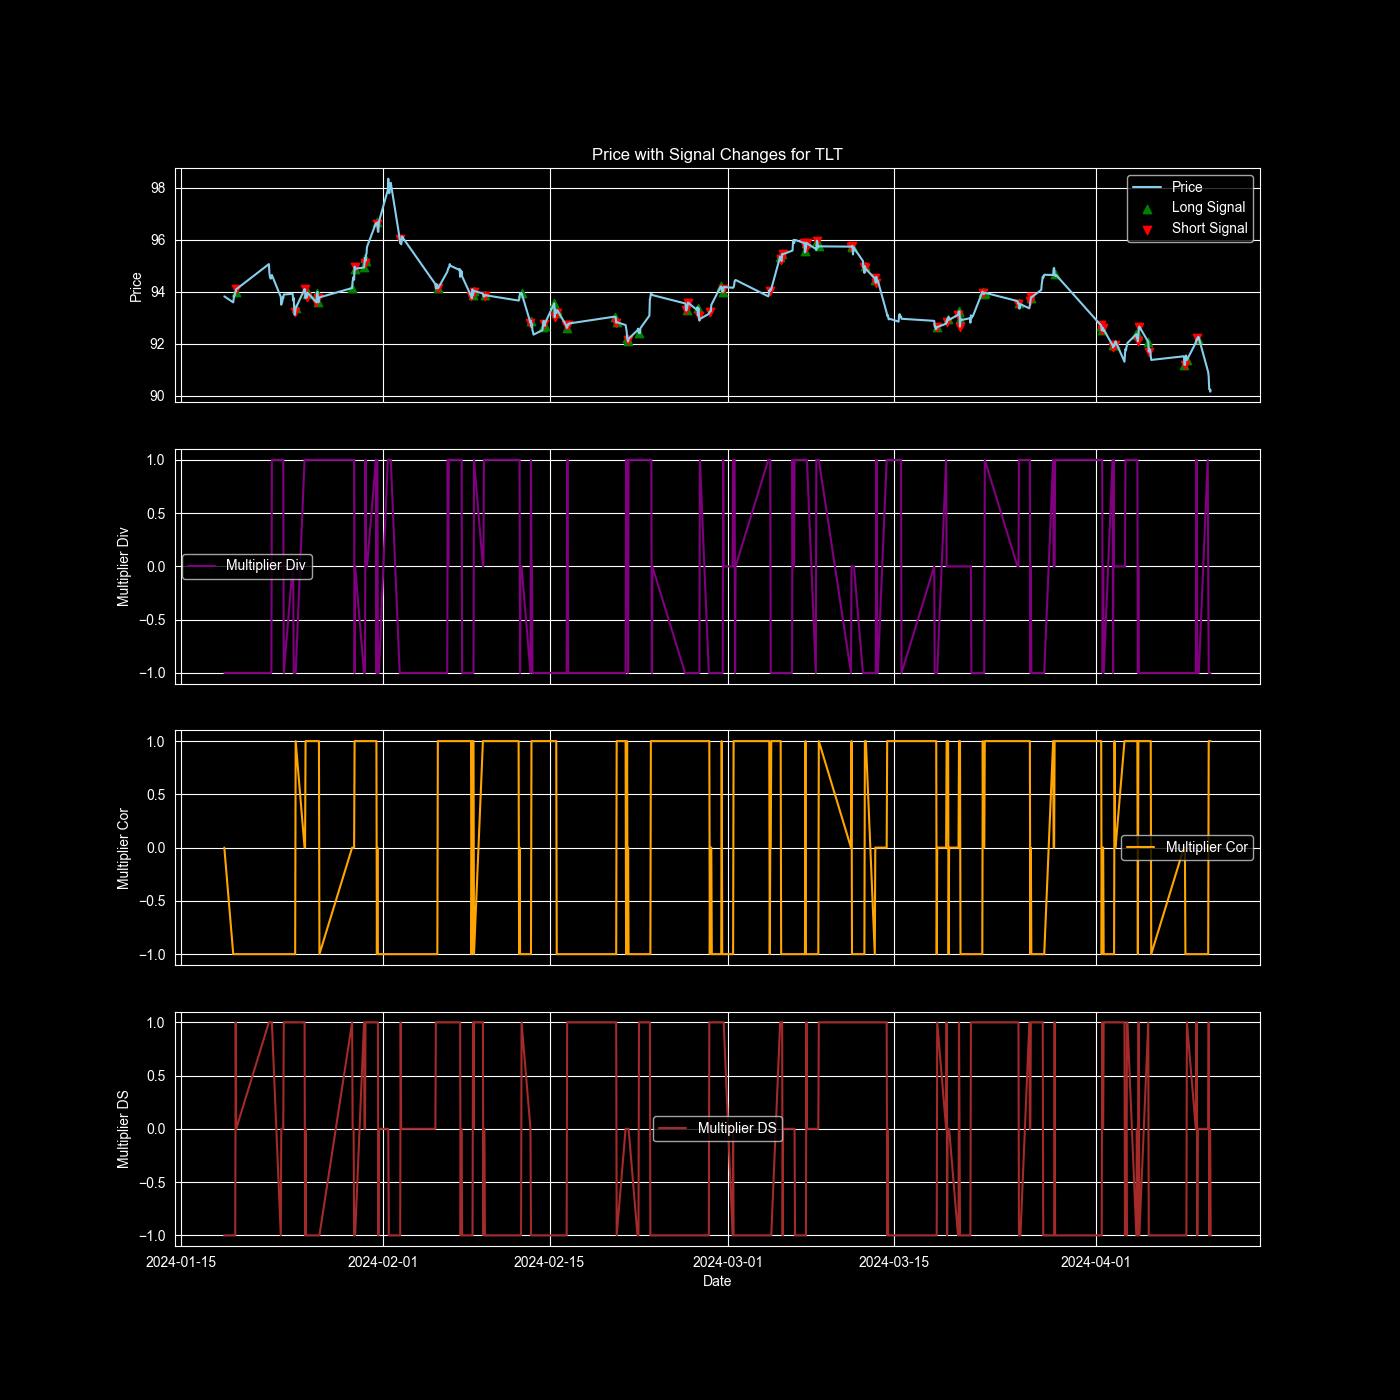 Price with Signal Changes for TLT
98
96
94
92
90
Price
Price
Long Signal
Short Signal
1.0
0.5
0.0
−0.5
−1.0
Multiplier Div
Multiplier Div
1.0
0.5
0.0
−0.5
−1.0
Multiplier Cor
Multiplier Cor
1.0
0.5
0.0
−0.5
−1.0
Multiplier DS
Multiplier DS
2024-01-15 2024-02-01 2024-02-15 2024-03-01 2024-03-15 2024-04-01
Date